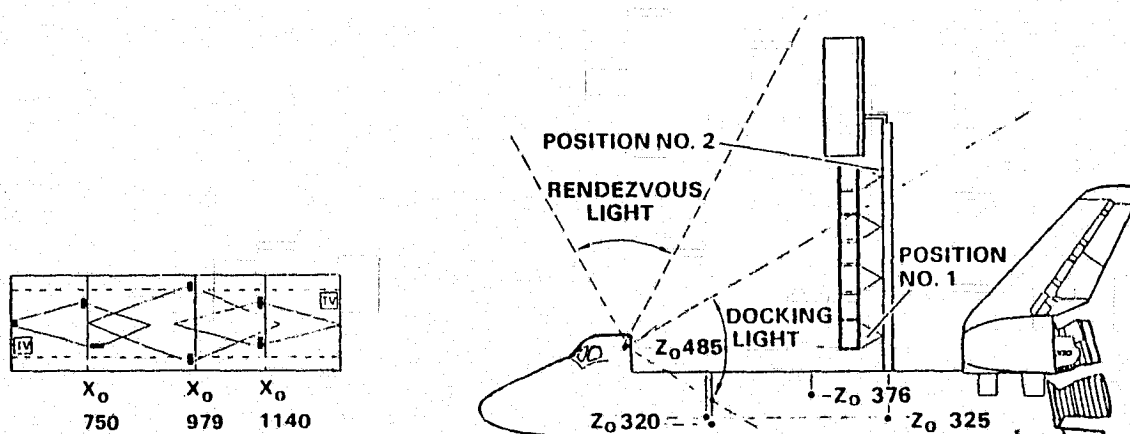 TV
TV
X₀ X₀ X₀
750 979 1140
POSITION NO. 2
RENDEZVOUS
LIGHT
POSITION
NO. 1
DOCKING
LIGHT
Z₀485
-Z₀ 376
Z₀320
Z₀ 325